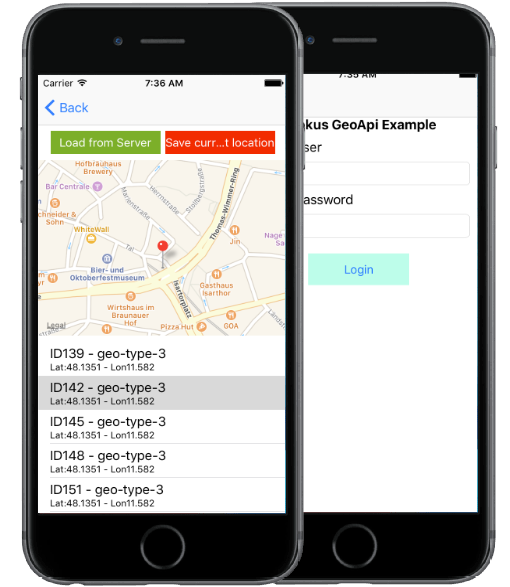 Carrier 7:36 AM
Back
Load from Server
Save curr...t location
Hofbräuhaus
Brewery
Bar Centrale
Marienstraße
Herrnstraße
Stollbergstraße
Thomas-Wimmer-Ring
Schneider &
Sohn
WhiteWall
Tal
Jin
Bier- und
Oktoberfestmuseum
Isartorplatz
Gasthaus
Isarthor
Wirtshaus im
Braunauer
Hof
Pizza Hut
GOA
Legal
ID139 - geo-type-3
Lat:48.1351 - Lon11.582
ID142 - geo-type-3
Lat:48.1351 - Lon11.582
ID145 - geo-type-3
Lat:48.1351 - Lon11.582
ID148 - geo-type-3
Lat:48.1351 - Lon11.582
ID151 - geo-type-3
Lat:48.1351 - Lon11.582
7:35 AM
kus GeoApi Example
ser
assword
Login